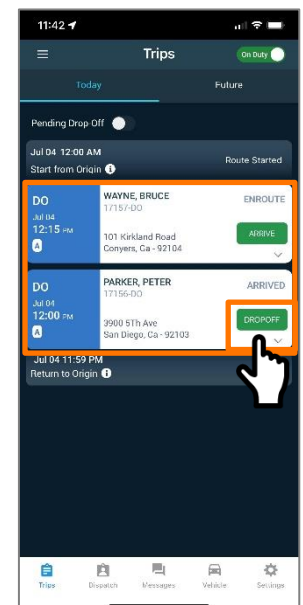 11:42
Trips
On Duty
Today
Future
Pending Drop Off
Jul 04 12:00 AM
Start from Origin
Route Started
DO
Jul 04
12:15 PM
A
WAYNE, BRUCE
17157-DO
101 Kirkland Road
Conyers, Ca - 92104
ENROUTE
ARRIVE
DO
Jul 04
12:00 PM
A
PARKER, PETER
17156-DO
3900 5Th Ave
San Diego, Ca - 92103
ARRIVED
DROPOFF
Jul 04 11:59 PM
Return to Origin
Trips
Dispatch
Messages
Vehicle
Settings